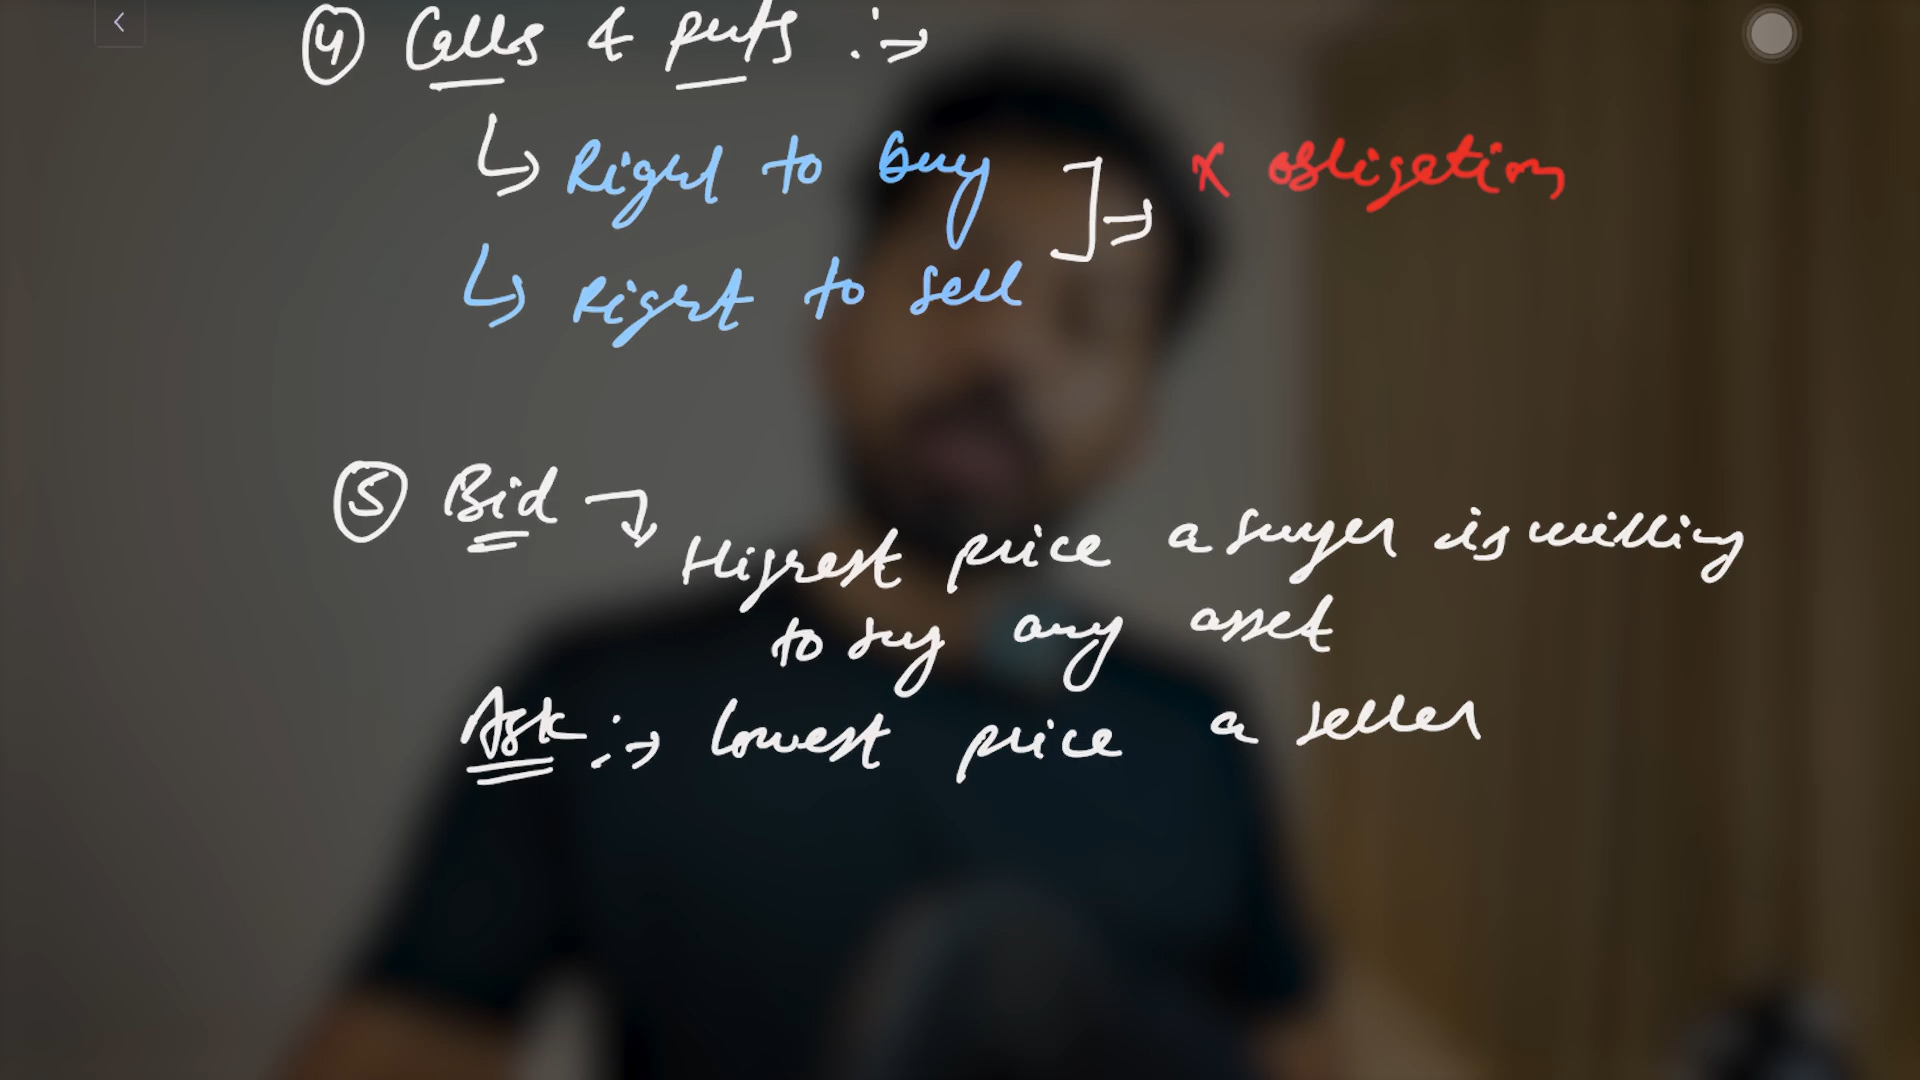 ④ Calls & puts :→
↳ Right to buy
x obligation
↳ Right to sell
⑤ Bid → Highest price a buyer is willing
to buy any asset
Ask :→ lowest price a seller